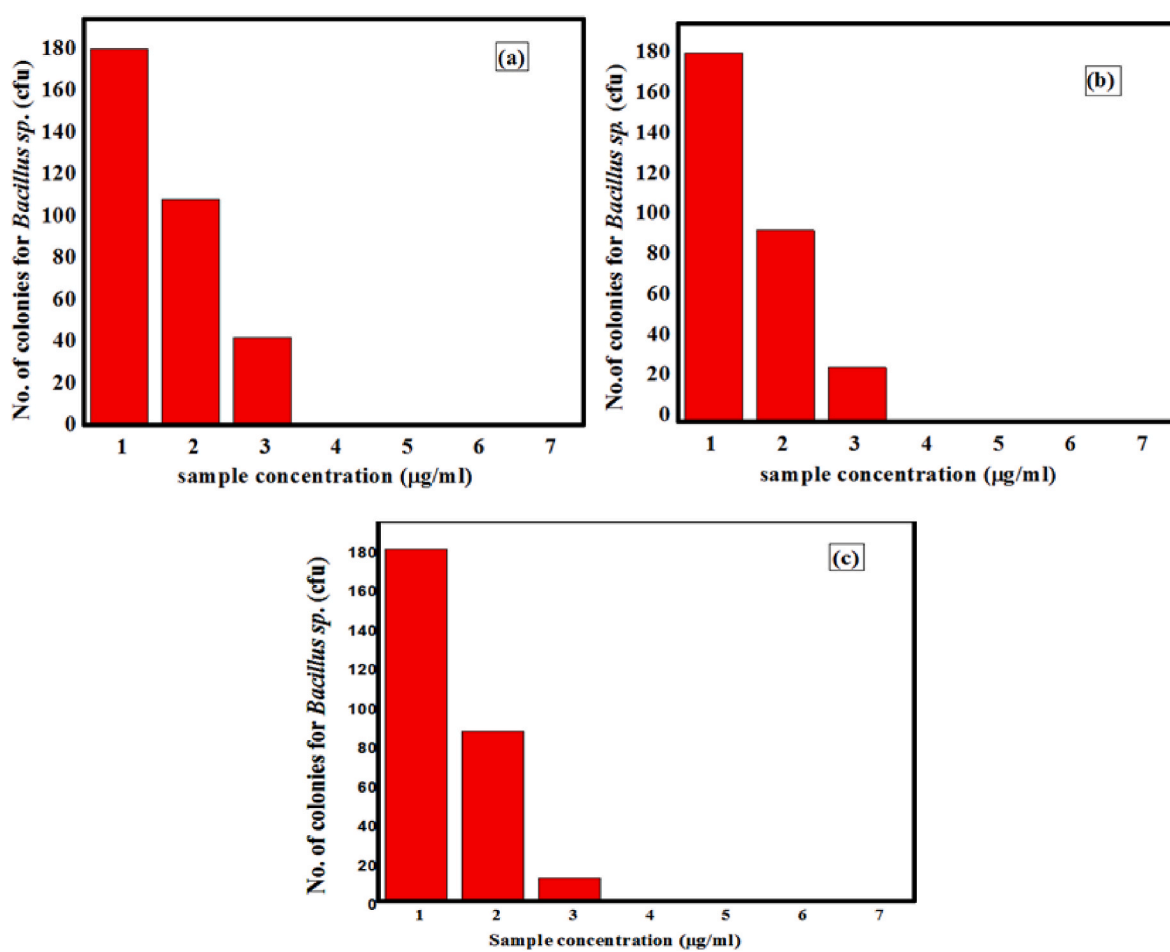 No. of colonies for Bacillus sp. (cfu)
180
160
140
120
100
80
60
40
20
0
(a)
1 2 3 4 5 6 7
sample concentration (µg/ml)
No.of colonies for Bacillus sp. (cfu)
180
160
140
120
100
80
60
40
20
0
(b)
1 2 3 4 5 6 7
sample concentration (µg/ml)
No. of colonies for Bacillus sp. (cfu)
180
160
140
120
100
80
60
40
20
0
(c)
1 2 3 4 5 6 7
Sample concentration (µg/ml)